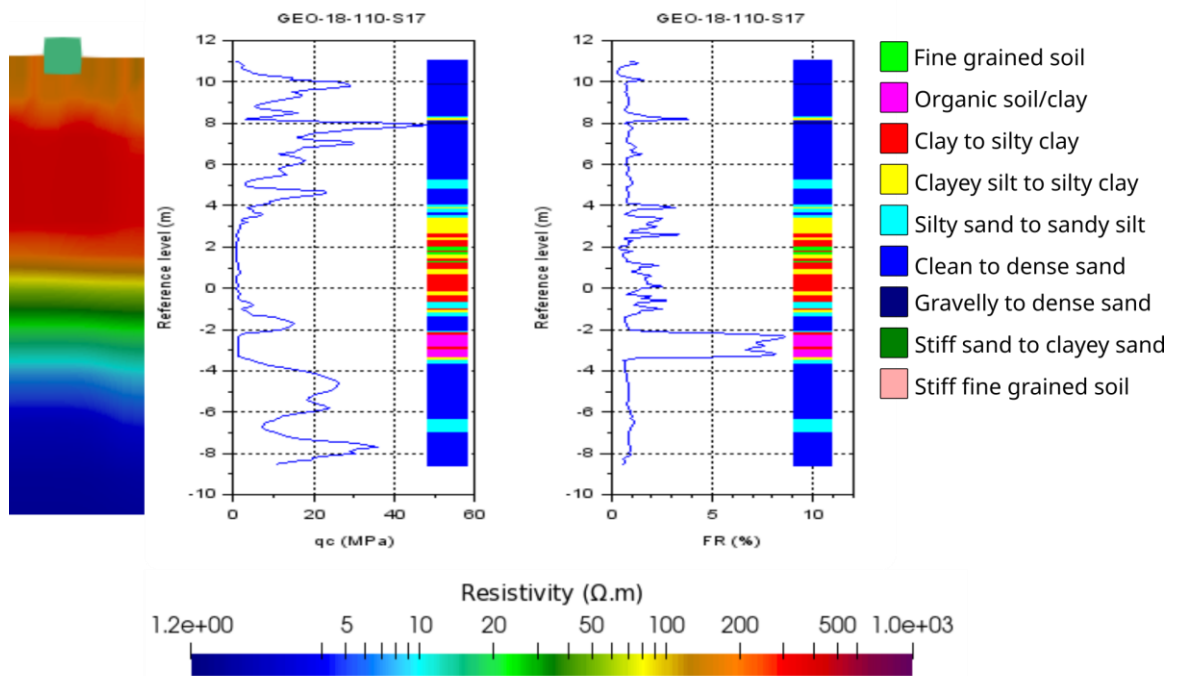 GEO-18-110-S17
12
10
8
6
4
2
0
-2
-4
-6
-8
-10
Reference level (m)
0 20 40 60
qc (MPa)
GEO-18-110-S17
12
10
8
6
4
2
0
-2
-4
-6
-8
-10
Reference level (m)
0 5 10
FR (%)
Fine grained soil
Organic soil/clay
Clay to silty clay
Clayey silt to silty clay
Silty sand to sandy silt
Clean to dense sand
Gravelly to dense sand
Stiff sand to clayey sand
Stiff fine grained soil
Resistivity (Ω.m)
1.2e+00 5 10 20 50 100 200 500 1.0e+03